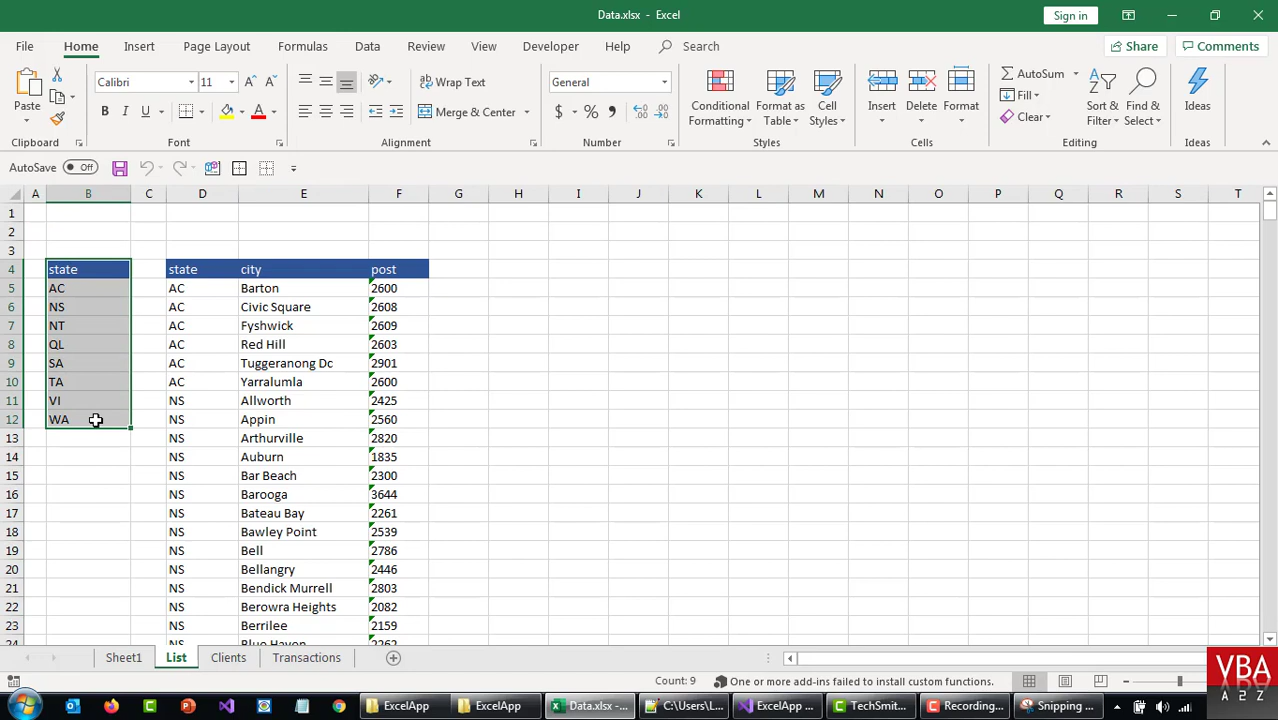 Data.xlsx - Excel
Sign in
File Home Insert Page Layout Formulas Data Review View Developer Help Search Share Comments
Paste
Calibri 11
B I U
Wrap Text
Merge & Center
General
$ % ,
Conditional Formatting
Format as Table
Cell Styles
Insert
Delete
Format
AutoSum
Fill
Clear
Sort & Filter
Find & Select
Ideas
Clipboard Font Alignment Number Styles Cells Editing Ideas
AutoSave Off
A B C D E F G H I J K L M N O P Q R S T
1
2
3
4 state state city post
5 AC AC Barton 2600
6 NS AC Civic Square 2608
7 NT AC Fyshwick 2609
8 QL AC Red Hill 2603
9 SA AC Tuggeranong Dc 2901
10 TA AC Yarralumla 2600
11 VI NS Allworth 2425
12 WA NS Appin 2560
13 NS Arthurville 2820
14 NS Auburn 1835
15 NS Bar Beach 2300
16 NS Barooga 3644
17 NS Bateau Bay 2261
18 NS Bawley Point 2539
19 NS Bell 2786
20 NS Bellangry 2446
21 NS Bendick Murrell 2803
22 NS Berowra Heights 2082
23 NS Berrilee 2159
24 NS Blue Haven 2262
Sheet1 List Clients Transactions
Count: 9 One or more add-ins failed to install custom functions.
VBA
A2Z
ExcelApp ExcelApp Data.xlsx -... C:\Users\L... ExcelApp ... TechSmit... Recording... Snipping ...